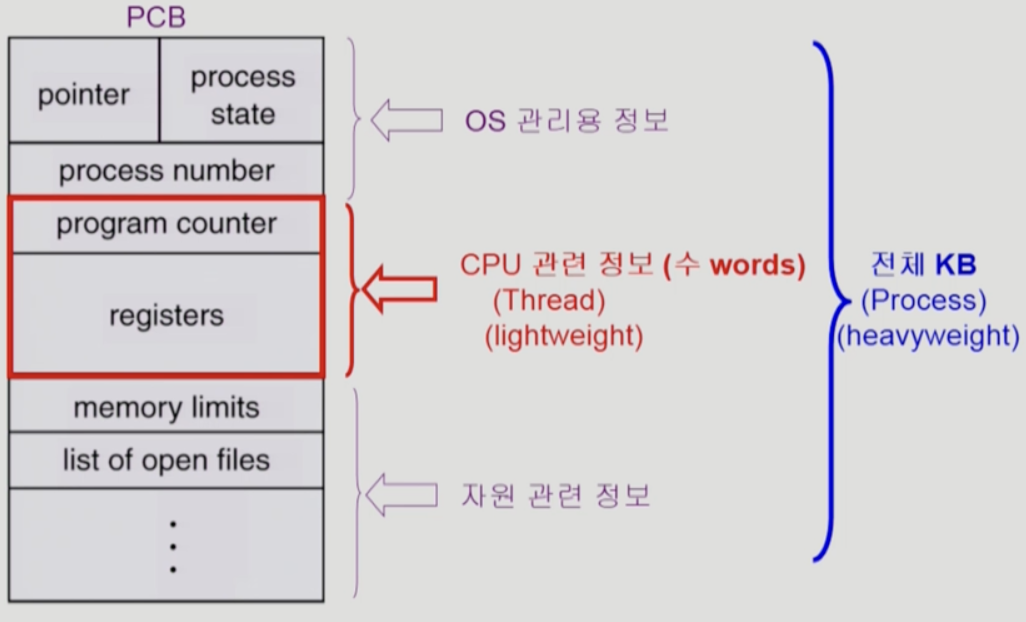 PCB
pointer
process
state
OS 관리용 정보
process number
program counter
registers
CPU 관련 정보 (수 words)
(Thread)
(lightweight)
전체 KB
(Process)
(heavyweight)
memory limits
list of open files
자원 관련 정보